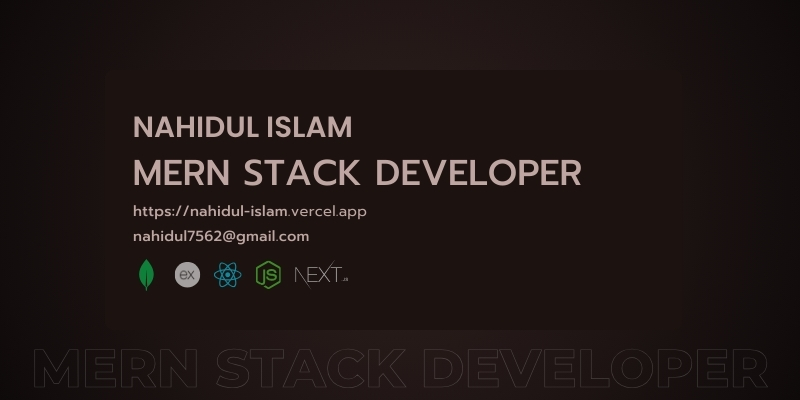 NAHIDUL ISLAM
MERN STACK DEVELOPER
https://nahidul-islam.vercel.app
nahidul7562@gmail.com
ex JS NEXT.JS
MERN STACK DEVELOPER